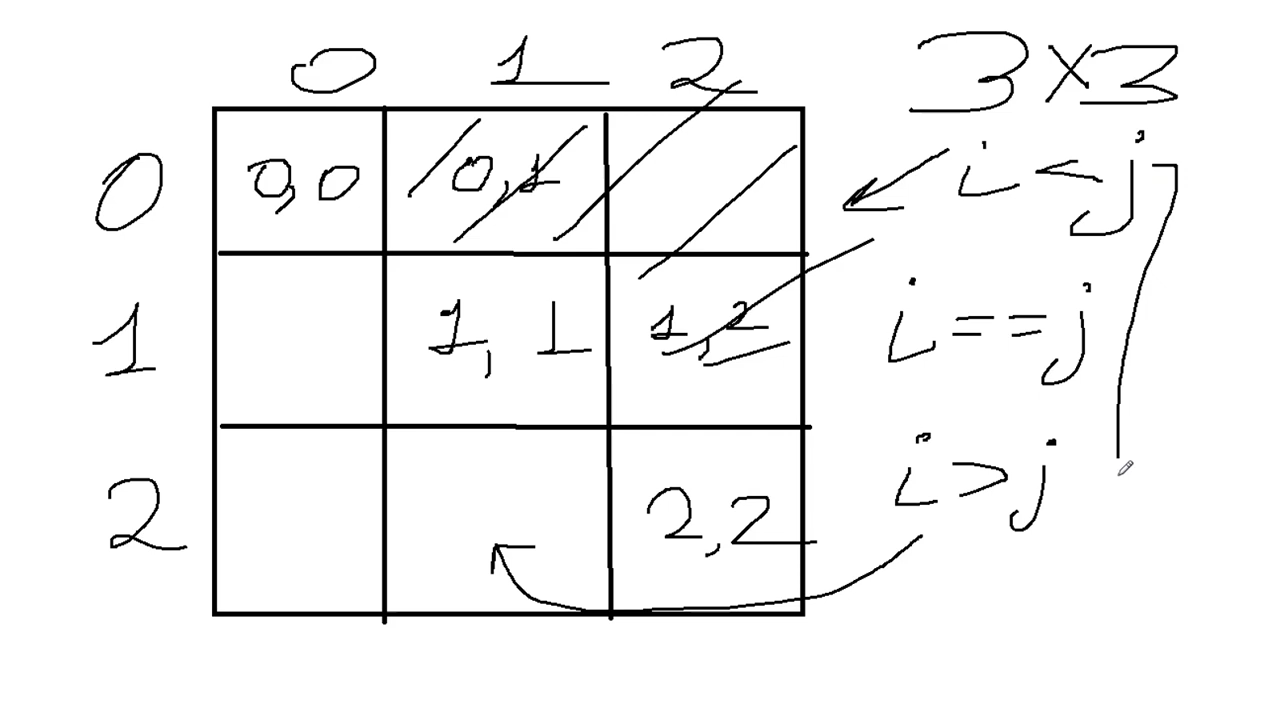 0 1 2 3x3
0 0,0 0,1 i<j
1 1,1 1,2 i==j
2 2,2 i>j